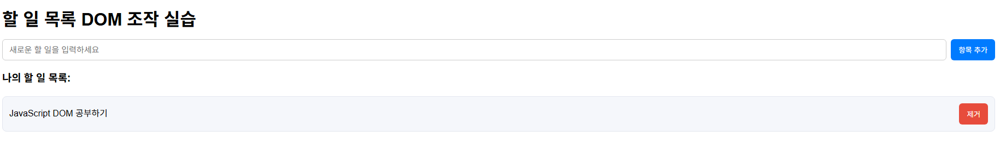 할 일 목록 DOM 조작 실습
새로운 할 일을 입력하세요 항목 추가
나의 할 일 목록:
JavaScript DOM 공부하기 제거